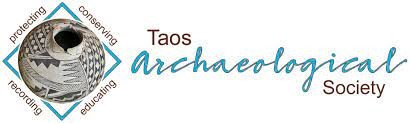 protecting
conserving
recording
educating
Taos
Archaeological
Society